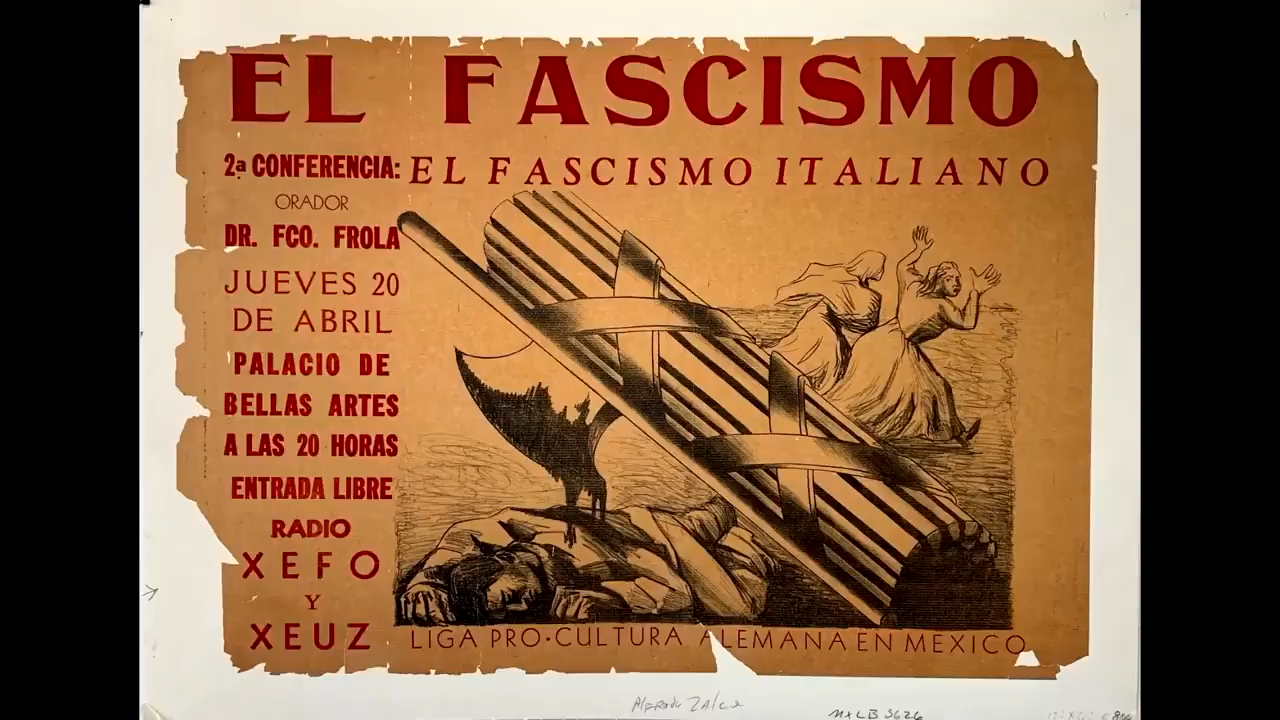 EL FASCISMO
2ª CONFERENCIA: EL FASCISMO ITALIANO
ORADOR
DR. FCO. FROLA
JUEVES 20
DE ABRIL
PALACIO DE
BELLAS ARTES
A LAS 20 HORAS
ENTRADA LIBRE
RADIO
XEFO
Y
XEUZ
LIGA PRO-CULTURA ALEMANA EN MEXICO
Alfredo Zalce
MXLB 3626